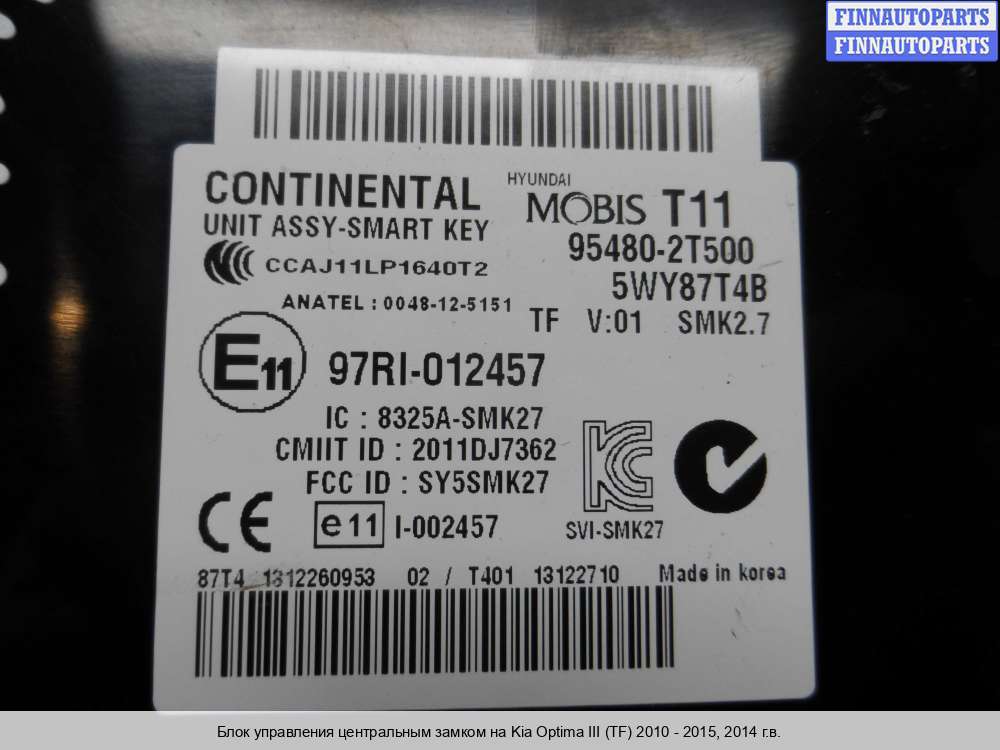 FINNAUTOPARTS
FINNAUTOPARTS
CONTINENTAL
HYUNDAI
MOBIS T11
UNIT ASSY-SMART KEY
95480-2T500
CCAJ11LP1640T2
5WY87T4B
ANATEL : 0048-12-5151
TF V:01 SMK2.7
E11 97RI-012457
IC : 8325A-SMK27
CMIIT ID : 2011DJ7362
FCC ID : SY5SMK27
CE e11 I-002457
KC
SVI-SMK27
87T4 1312260953 02 / T401 13122710 Made in korea
Блок управления центральным замком на Kia Optima III (TF) 2010 - 2015, 2014 г.в.